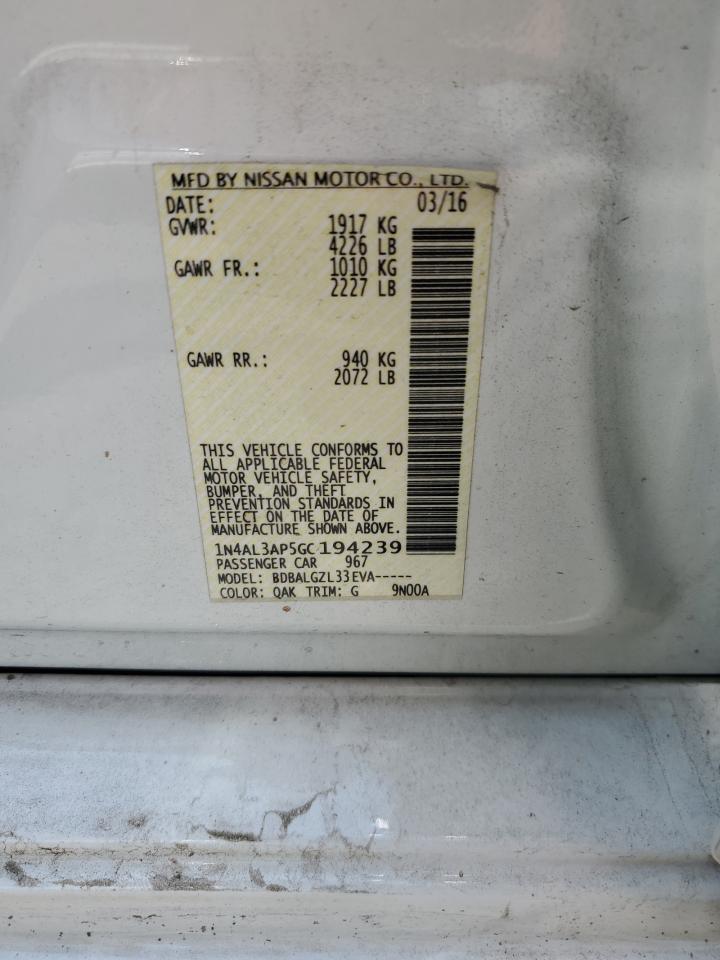 MFD BY NISSAN MOTOR CO., LTD.
DATE: 03/16
GVWR: 1917 KG
4226 LB
GAWR FR.: 1010 KG
2227 LB
GAWR RR.: 940 KG
2072 LB
THIS VEHICLE CONFORMS TO
ALL APPLICABLE FEDERAL
MOTOR VEHICLE SAFETY,
BUMPER, AND THEFT
PREVENTION STANDARDS IN
EFFECT ON THE DATE OF
MANUFACTURE SHOWN ABOVE.
1N4AL3AP5GC194239
PASSENGER CAR 967
MODEL: BDBALGZL33EVA-----
COLOR: QAK TRIM: G 9N00A